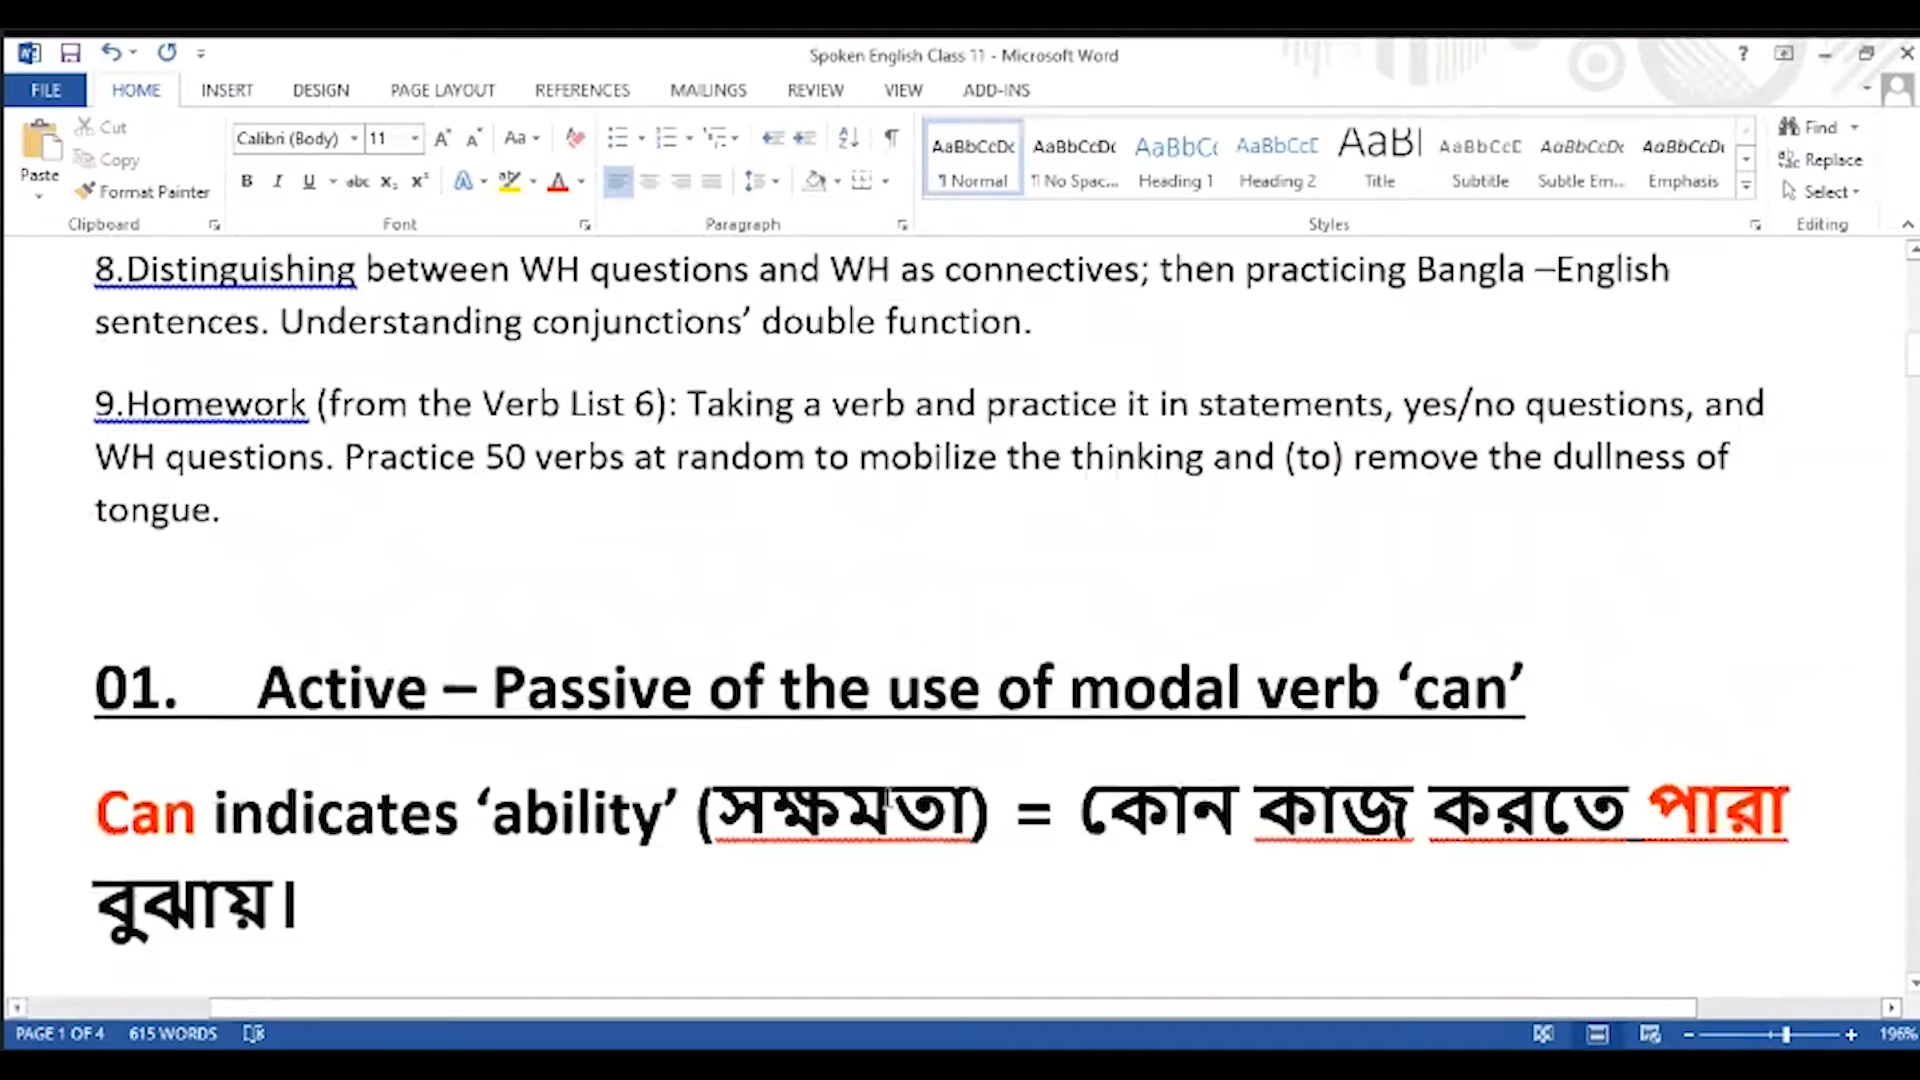 Spoken English Class 11 - Microsoft Word
FILE HOME INSERT DESIGN PAGE LAYOUT REFERENCES MAILINGS REVIEW VIEW ADD-INS
Paste
Cut
Copy
Format Painter
Clipboard
Calibri (Body) 11
Font
Paragraph
AaBbCcDc AaBbCcDc AaBbCc AaBbCcC AaBl AaBbCcC AaBbCcDc AaBbCcDc
¶ Normal ¶ No Spac... Heading 1 Heading 2 Title Subtitle Subtle Em... Emphasis
Styles
Find
Replace
Select
Editing
8.Distinguishing between WH questions and WH as connectives; then practicing Bangla –English
sentences. Understanding conjunctions’ double function.
9.Homework (from the Verb List 6): Taking a verb and practice it in statements, yes/no questions, and
WH questions. Practice 50 verbs at random to mobilize the thinking and (to) remove the dullness of
tongue.
01. Active – Passive of the use of modal verb ‘can’
Can indicates ‘ability’ (সক্ষমতা) = কোন কাজ করতে পারা
বুঝায়।
PAGE 1 OF 4 615 WORDS 196%